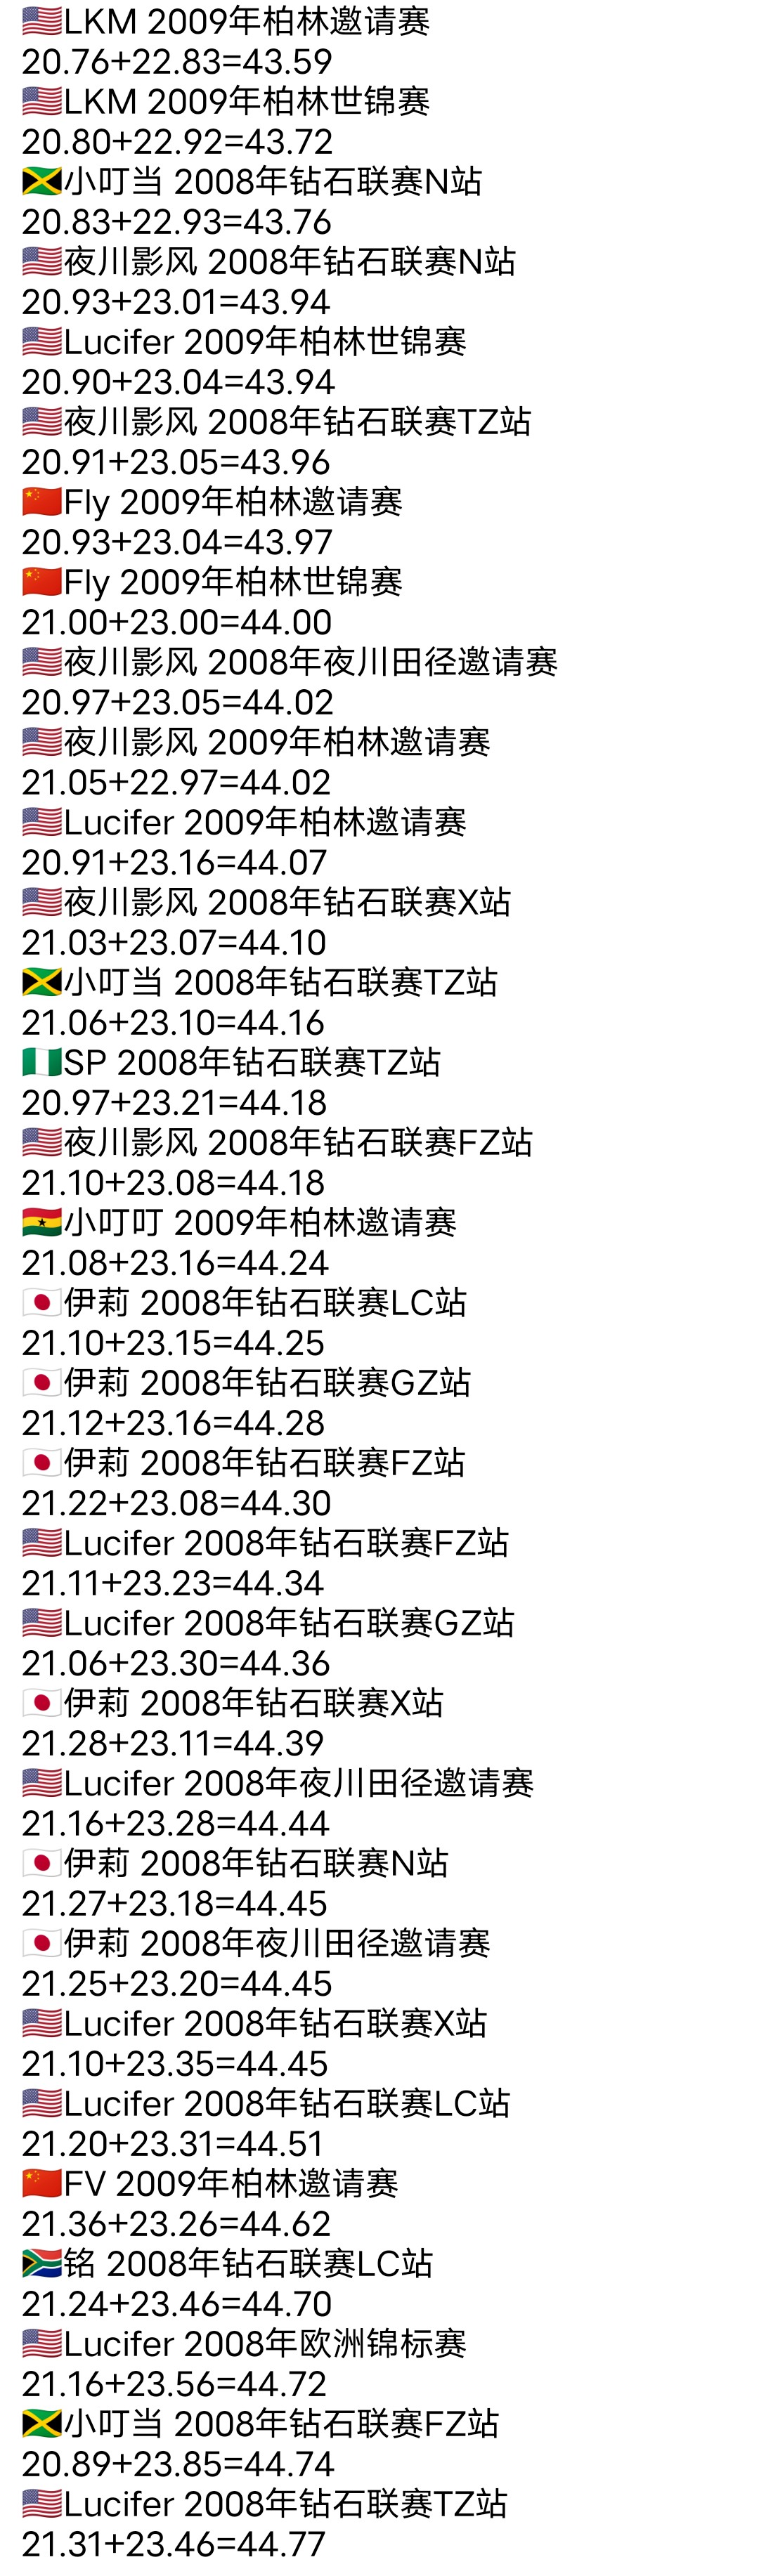 🇺🇸LKM 2009年柏林邀请赛
20.76+22.83=43.59
🇺🇸LKM 2009年柏林世锦赛
20.80+22.92=43.72
🇯🇲小叮当 2008年钻石联赛N站
20.83+22.93=43.76
🇺🇸夜川影风 2008年钻石联赛N站
20.93+23.01=43.94
🇺🇸Lucifer 2009年柏林世锦赛
20.90+23.04=43.94
🇺🇸夜川影风 2008年钻石联赛TZ站
20.91+23.05=43.96
🇨🇳Fly 2009年柏林邀请赛
20.93+23.04=43.97
🇨🇳Fly 2009年柏林世锦赛
21.00+23.00=44.00
🇺🇸夜川影风 2008年夜川田径邀请赛
20.97+23.05=44.02
🇺🇸夜川影风 2009年柏林邀请赛
21.05+22.97=44.02
🇺🇸Lucifer 2009年柏林邀请赛
20.91+23.16=44.07
🇺🇸夜川影风 2008年钻石联赛X站
21.03+23.07=44.10
🇯🇲小叮当 2008年钻石联赛TZ站
21.06+23.10=44.16
🇳🇬SP 2008年钻石联赛TZ站
20.97+23.21=44.18
🇺🇸夜川影风 2008年钻石联赛FZ站
21.10+23.08=44.18
🇬🇭小叮叮 2009年柏林邀请赛
21.08+23.16=44.24
🇯🇵伊莉 2008年钻石联赛LC站
21.10+23.15=44.25
🇯🇵伊莉 2008年钻石联赛GZ站
21.12+23.16=44.28
🇯🇵伊莉 2008年钻石联赛FZ站
21.22+23.08=44.30
🇺🇸Lucifer 2008年钻石联赛FZ站
21.11+23.23=44.34
🇺🇸Lucifer 2008年钻石联赛GZ站
21.06+23.30=44.36
🇯🇵伊莉 2008年钻石联赛X站
21.28+23.11=44.39
🇺🇸Lucifer 2008年夜川田径邀请赛
21.16+23.28=44.44
🇯🇵伊莉 2008年钻石联赛N站
21.27+23.18=44.45
🇯🇵伊莉 2008年夜川田径邀请赛
21.25+23.20=44.45
🇺🇸Lucifer 2008年钻石联赛X站
21.10+23.35=44.45
🇺🇸Lucifer 2008年钻石联赛LC站
21.20+23.31=44.51
🇨🇳FV 2009年柏林邀请赛
21.36+23.26=44.62
🇿🇦铭 2008年钻石联赛LC站
21.24+23.46=44.70
🇺🇸Lucifer 2008年欧洲锦标赛
21.16+23.56=44.72
🇯🇲小叮当 2008年钻石联赛FZ站
20.89+23.85=44.74
🇺🇸Lucifer 2008年钻石联赛TZ站
21.31+23.46=44.77